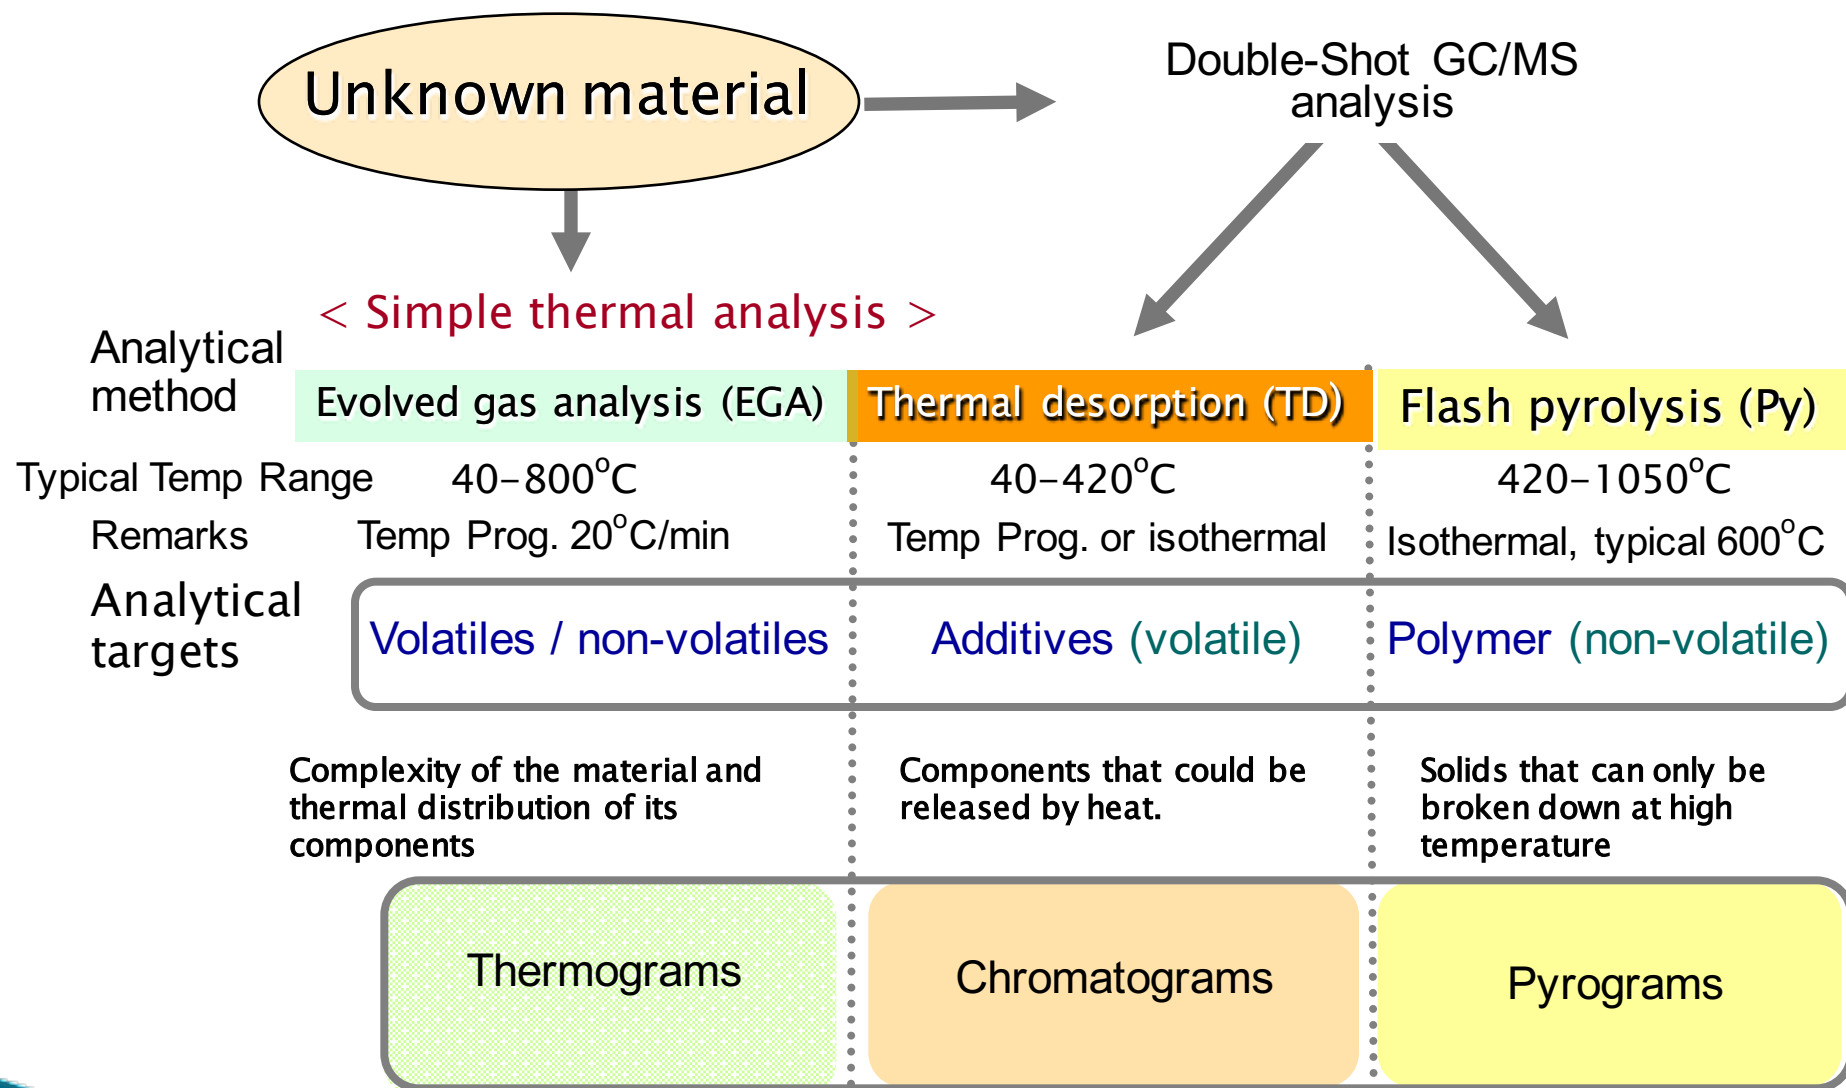 Unknown material
Double-Shot GC/MS
analysis
< Simple thermal analysis >
Analytical
method
Evolved gas analysis (EGA)
Thermal desorption (TD)
Flash pyrolysis (Py)
Typical Temp Range
40–800°C
40–420°C
420–1050°C
Remarks
Temp Prog. 20°C/min
Temp Prog. or isothermal
Isothermal, typical 600°C
Analytical
targets
Volatiles / non-volatiles
Additives (volatile)
Polymer (non-volatile)
Complexity of the material and
thermal distribution of its
components
Components that could be
released by heat.
Solids that can only be
broken down at high
temperature
Thermograms
Chromatograms
Pyrograms